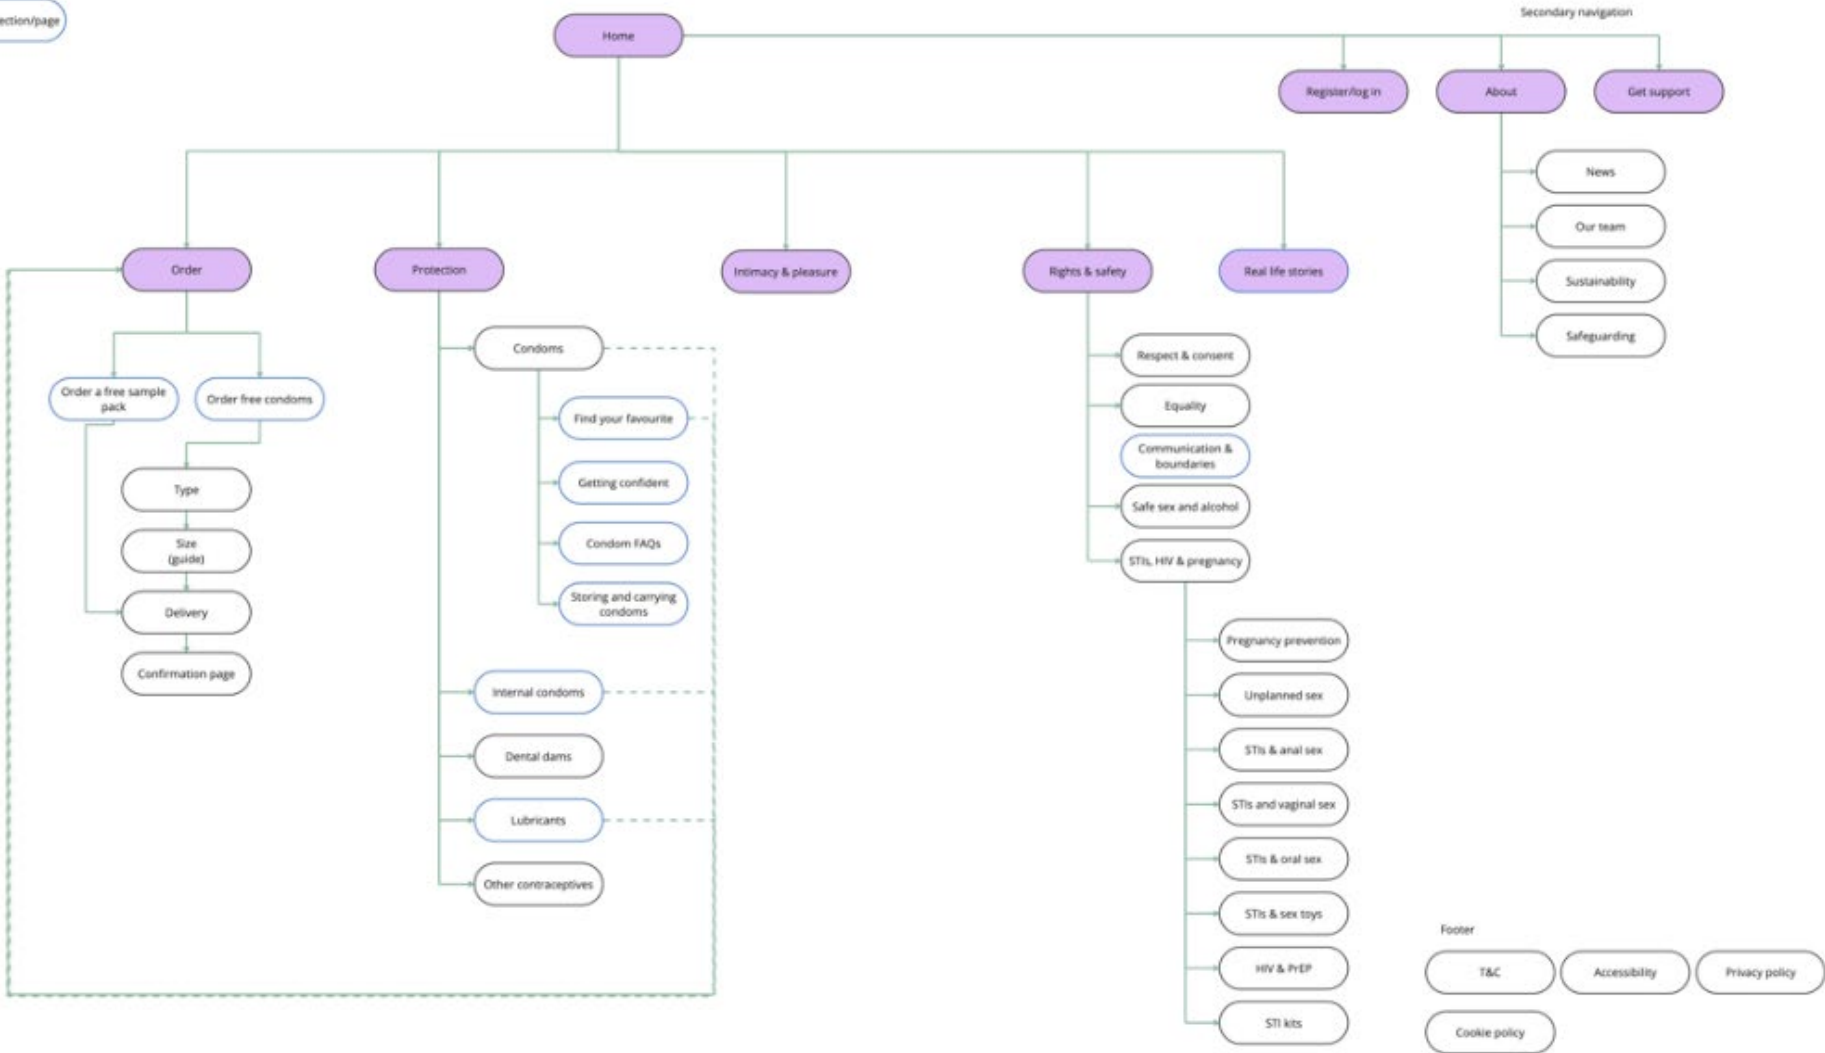 Secondary navigation
ection/page
Home
Register/log in
About
Get support
News
Our team
Sustainability
Safeguarding
Order
Protection
Intimacy & pleasure
Rights & safety
Real life stories
Order a free sample
pack
Order free condoms
Type
Size
(guide)
Delivery
Confirmation page
Condoms
Find your favourite
Getting confident
Condom FAQs
Storing and carrying
condoms
Internal condoms
Dental dams
Lubricants
Other contraceptives
Respect & consent
Equality
Communication &
boundaries
Safe sex and alcohol
STIs, HIV & pregnancy
Pregnancy prevention
Unplanned sex
STIs & anal sex
STIs and vaginal sex
STIs & oral sex
STIs & sex toys
HIV & PrEP
STI kits
Footer
T&C
Accessibility
Privacy policy
Cookie policy